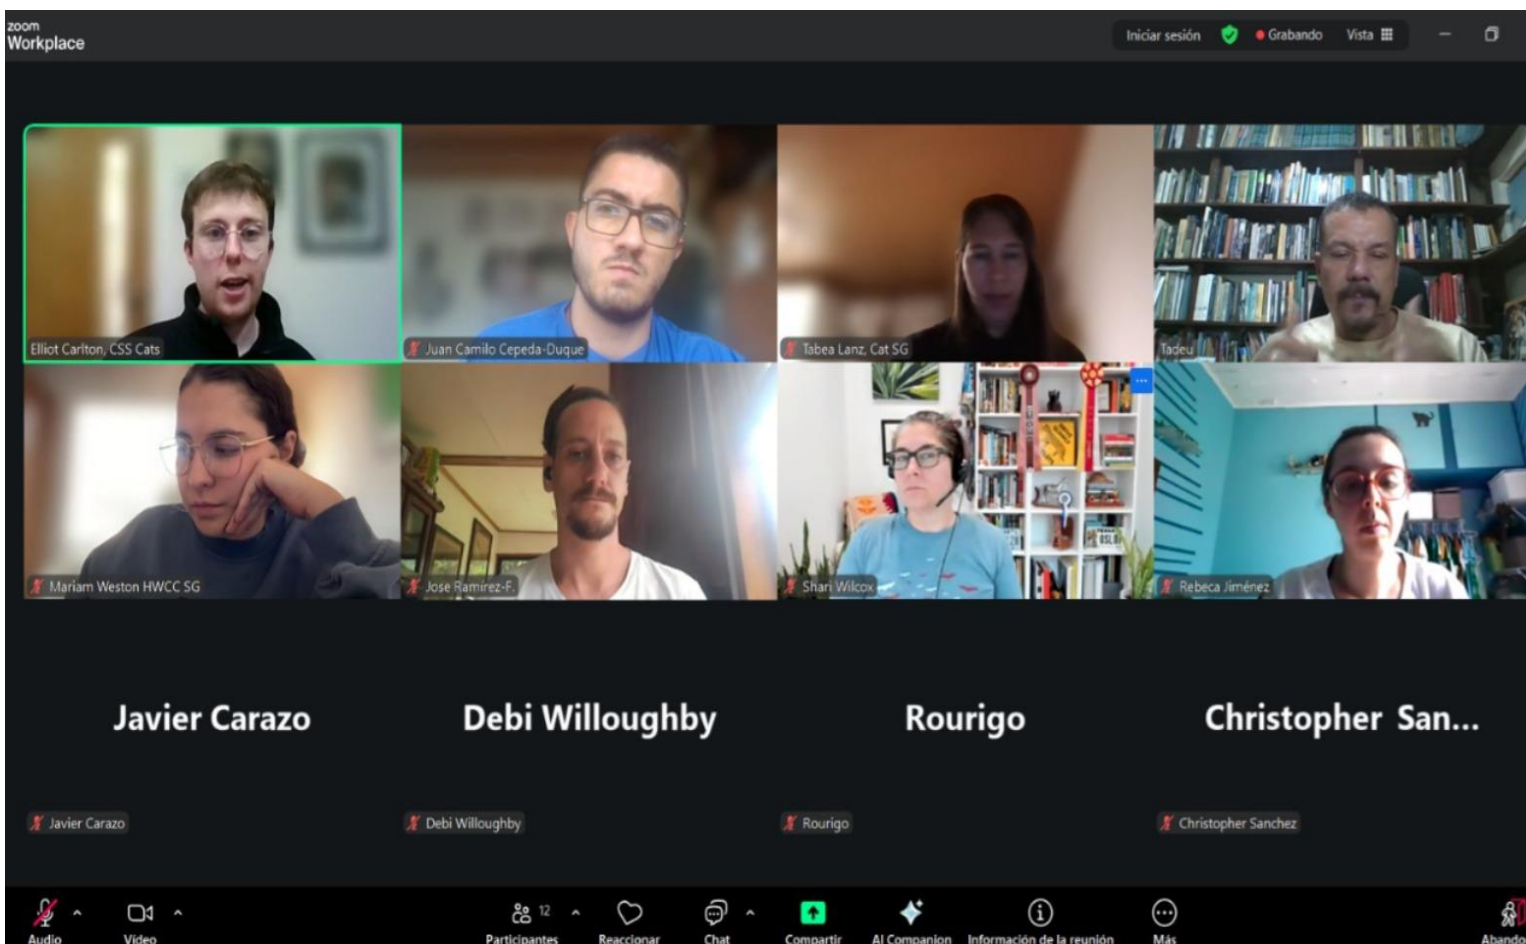 zoom
Workplace
Iniciar sesión
Grabando
Vista
Elliot Carlton, CSS Cats
Juan Camilo Cepeda-Duque
Tabea Lanz, Cat SG
Tadeu
Mariam Weston HWCC SG
Jose Ramírez-F.
Shari Wilcox
Rebeca Jiménez
Javier Carazo
Debi Willoughby
Rourigo
Christopher San...
Javier Carazo
Debi Willoughby
Rourigo
Christopher Sanchez
Audio
Video
12
Participantes
Reaccionar
Chat
Compartir
AI Companion
Información de la reunión
Más